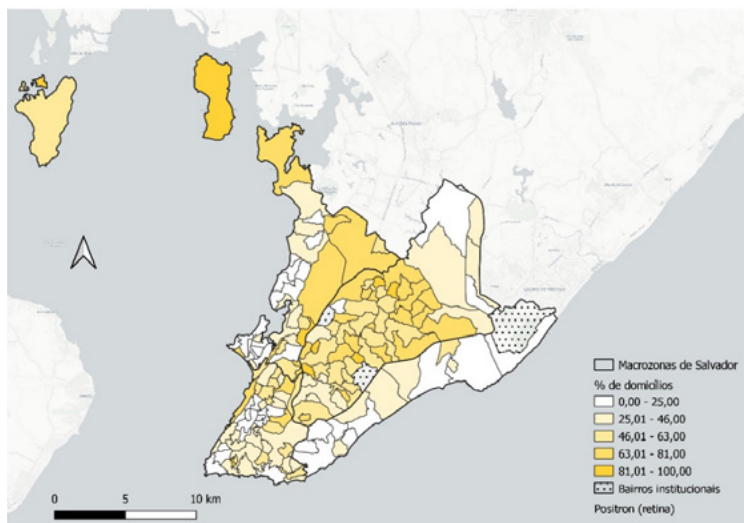 Macrozonas de Salvador
% de domicílios
0,00 - 25,00
25,01 - 46,00
46,01 - 63,00
63,01 - 81,00
81,01 - 100,00
Bairros institucionais
Positron (retina)
0 5 10 km